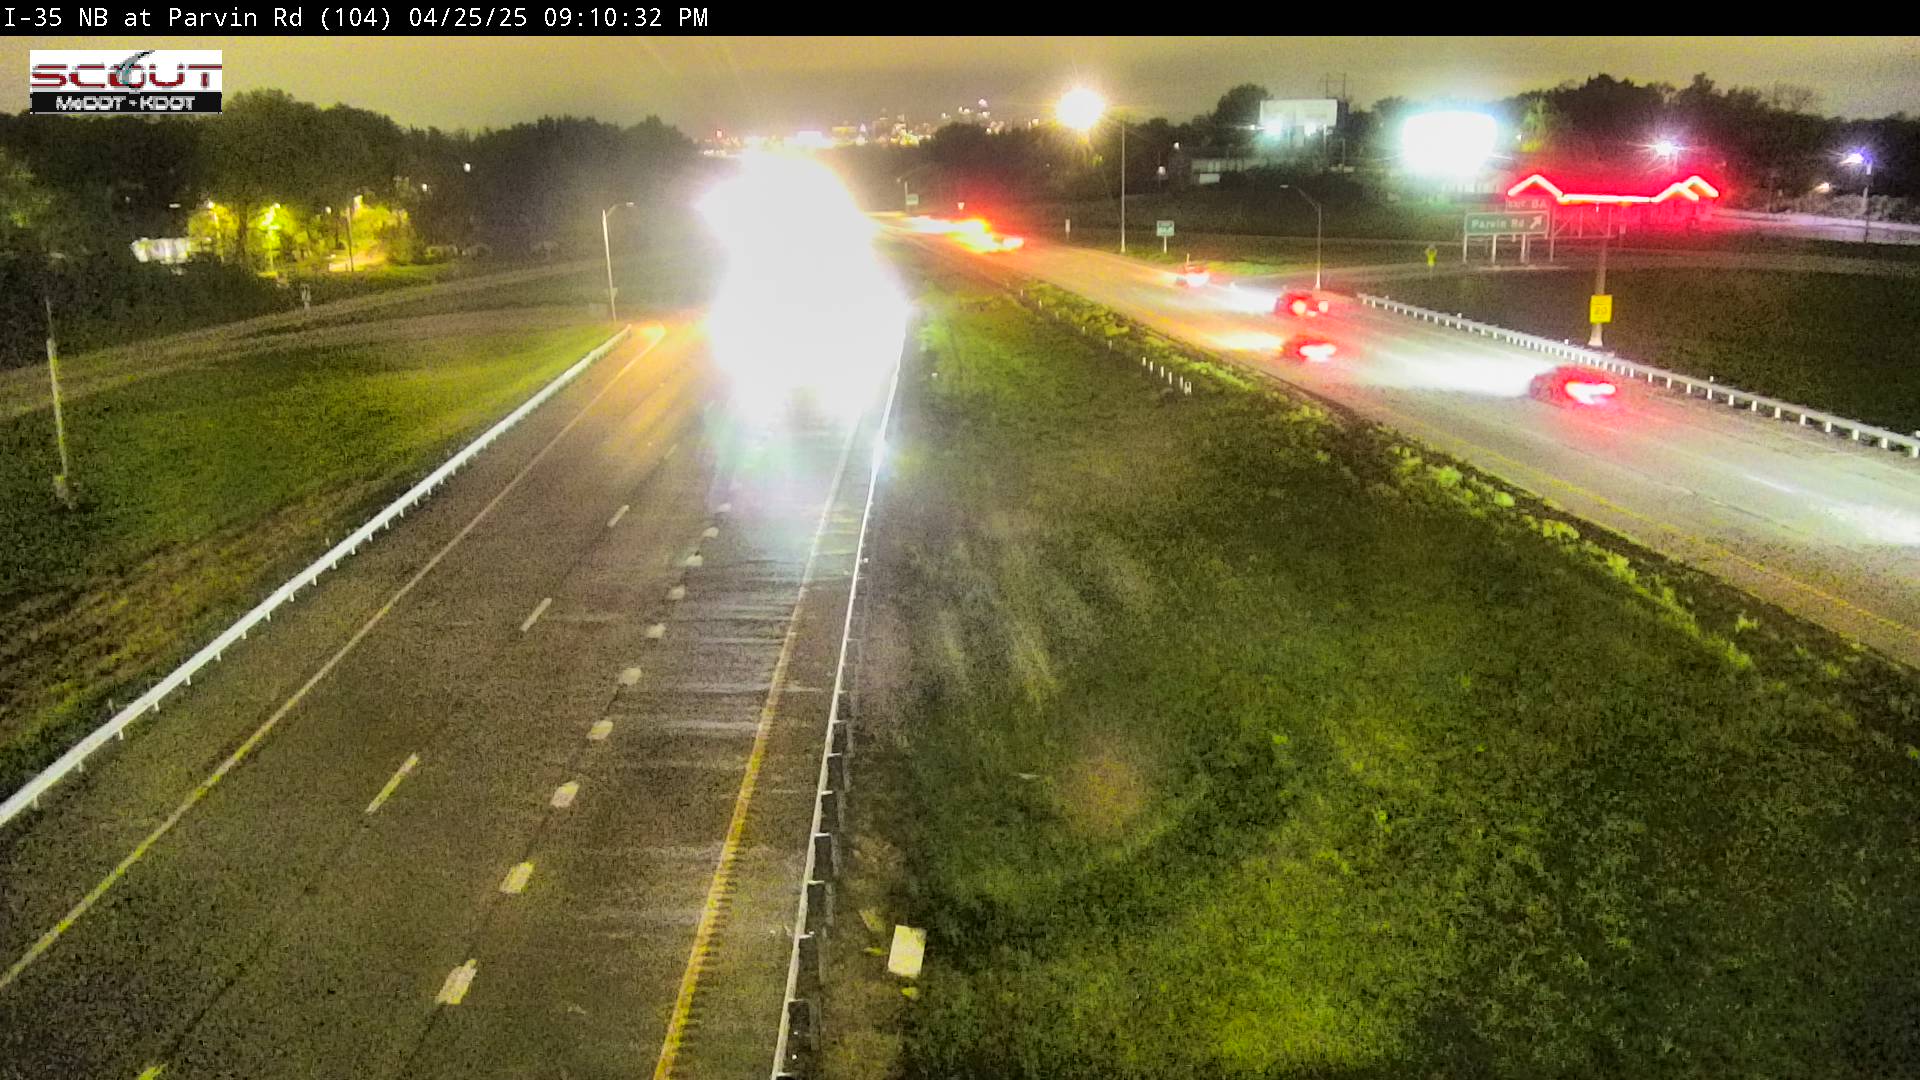 I-35 NB at Parvin Rd (104) 04/25/25 09:10:32 PM
SCOUT
MoDOT - KDOT
Parvin Rd